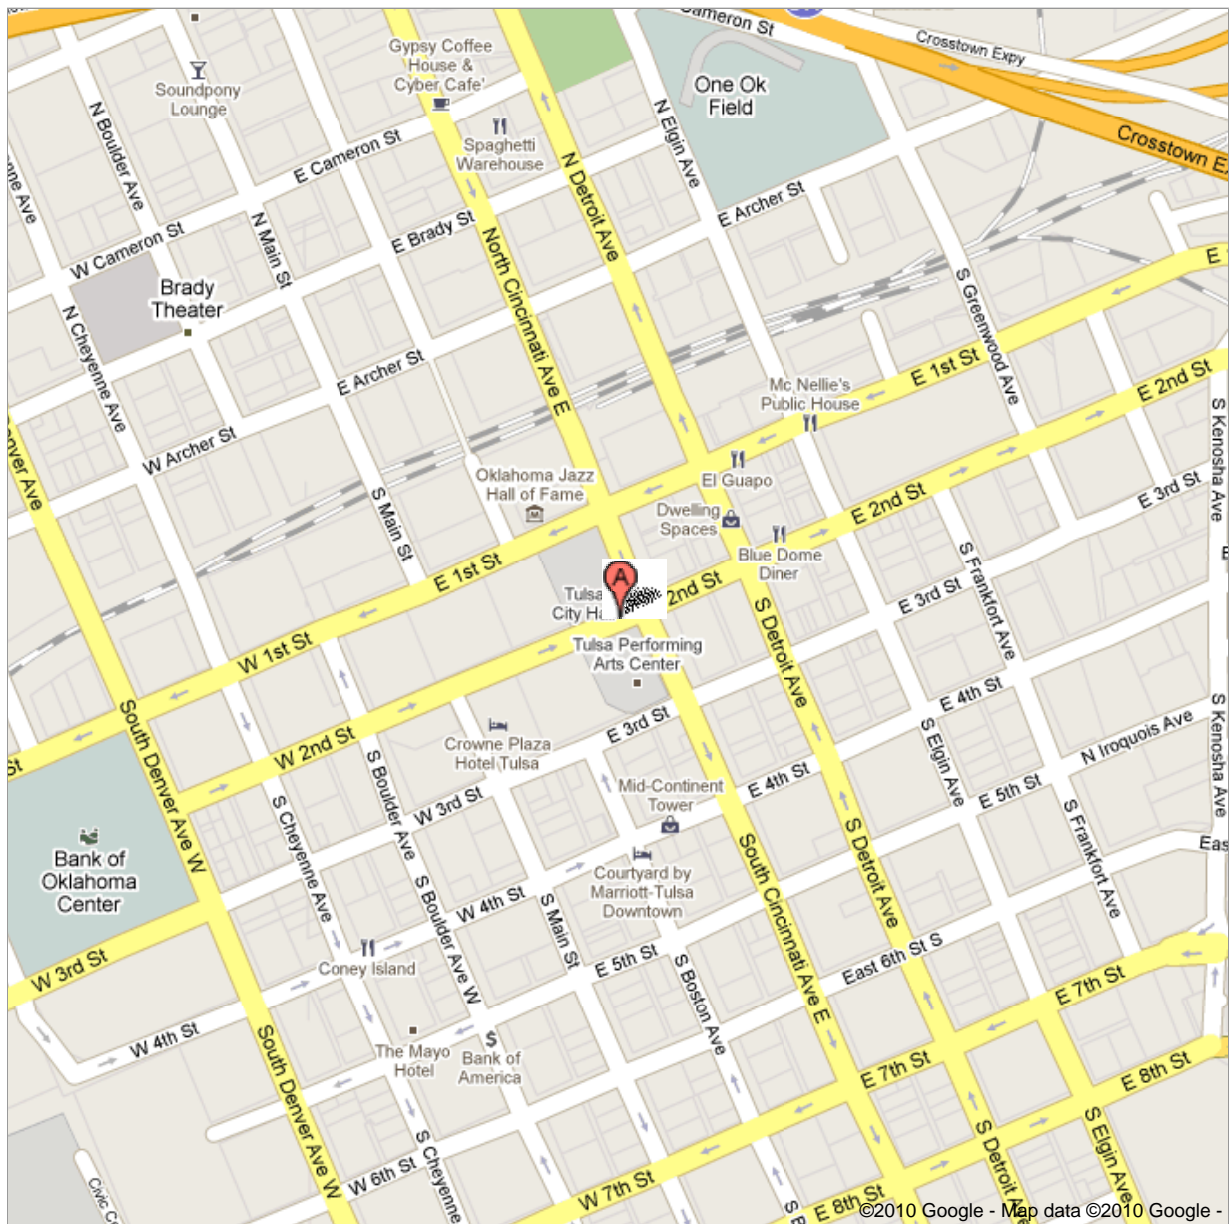 Cameron St
Crosstown Expy
Gypsy Coffee
House &
Cyber Cafe'
One Ok
Field
Soundpony
Lounge
N Boulder Ave
N Elgin Ave
Spaghetti
Warehouse
Crosstown E
E Cameron St
N Detroit Ave
E Archer St
N Main St
E Brady St
W Cameron St
North Cincinnati Ave E
E
Brady
Theater
S Greenwood Ave
N Cheyenne Ave
E 1st St
E Archer St
Mc Nellie's
Public House
E 2nd St
S Kenosha Ave
W Archer St
Oklahoma Jazz
Hall of Fame
El Guapo
E 3rd St
S Main St
Dwelling
Spaces
E 2nd St
Blue Dome
Diner
S Frankfort Ave
E 1st St
A
2nd St
Tulsa
City Ha
E 3rd St
S Detroit Ave
W 1st St
Tulsa Performing
Arts Center
E 4th St
South Denver Ave W
S Kenosha Ave
W 2nd St
Crowne Plaza
Hotel Tulsa
E 3rd St
S Elgin Ave
N Iroquois Ave
St
S Boulder Ave
Mid-Continent
Tower
E 4th St
E 5th St
S Cheyenne Ave
W 3rd St
S Frankfort Ave
S Detroit Ave
South Cincinnati Ave E
Eas
Bank of
Oklahoma
Center
Courtyard by
Marriott-Tulsa
Downtown
S Boulder Ave W
W 4th St
S Main St
E 5th St
East 6th St S
W 3rd St
Coney Island
S Boston Ave
E 7th St
W 4th St
South Denver Ave W
The Mayo
Hotel
Bank of
America
E 7th St
E 8th St
S Cheyenne
S Detroit Ave
S Elgin Ave
W 6th St
W 7th St
E 8th St
Civic C
©2010 Google - Map data ©2010 Google -